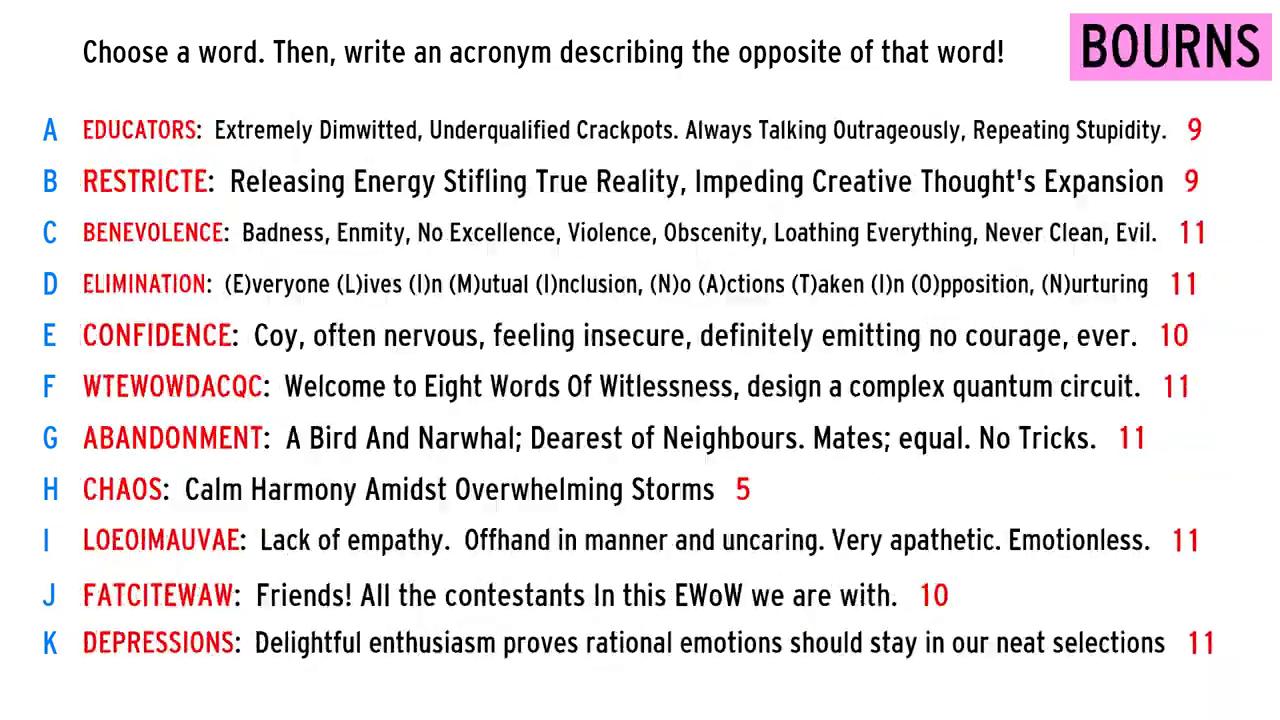 Choose a word. Then, write an acronym describing the opposite of that word!
BOURNS
A EDUCATORS: Extremely Dimwitted, Underqualified Crackpots. Always Talking Outrageously, Repeating Stupidity. 9
B RESTRICTE: Releasing Energy Stifling True Reality, Impeding Creative Thought's Expansion 9
C BENEVOLENCE: Badness, Enmity, No Excellence, Violence, Obscenity, Loathing Everything, Never Clean, Evil. 11
D ELIMINATION: (E)veryone (L)ives (I)n (M)utual (I)nclusion, (N)o (A)ctions (T)aken (I)n (O)pposition, (N)urturing 11
E CONFIDENCE: Coy, often nervous, feeling insecure, definitely emitting no courage, ever. 10
F WTEWOWDACQC: Welcome to Eight Words Of Witlessness, design a complex quantum circuit. 11
G ABANDONMENT: A Bird And Narwhal; Dearest of Neighbours. Mates; equal. No Tricks. 11
H CHAOS: Calm Harmony Amidst Overwhelming Storms 5
I LOEOIMAUVAE: Lack of empathy. Offhand in manner and uncaring. Very apathetic. Emotionless. 11
J FATCITEWAW: Friends! All the contestants In this EWoW we are with. 10
K DEPRESSIONS: Delightful enthusiasm proves rational emotions should stay in our neat selections 11